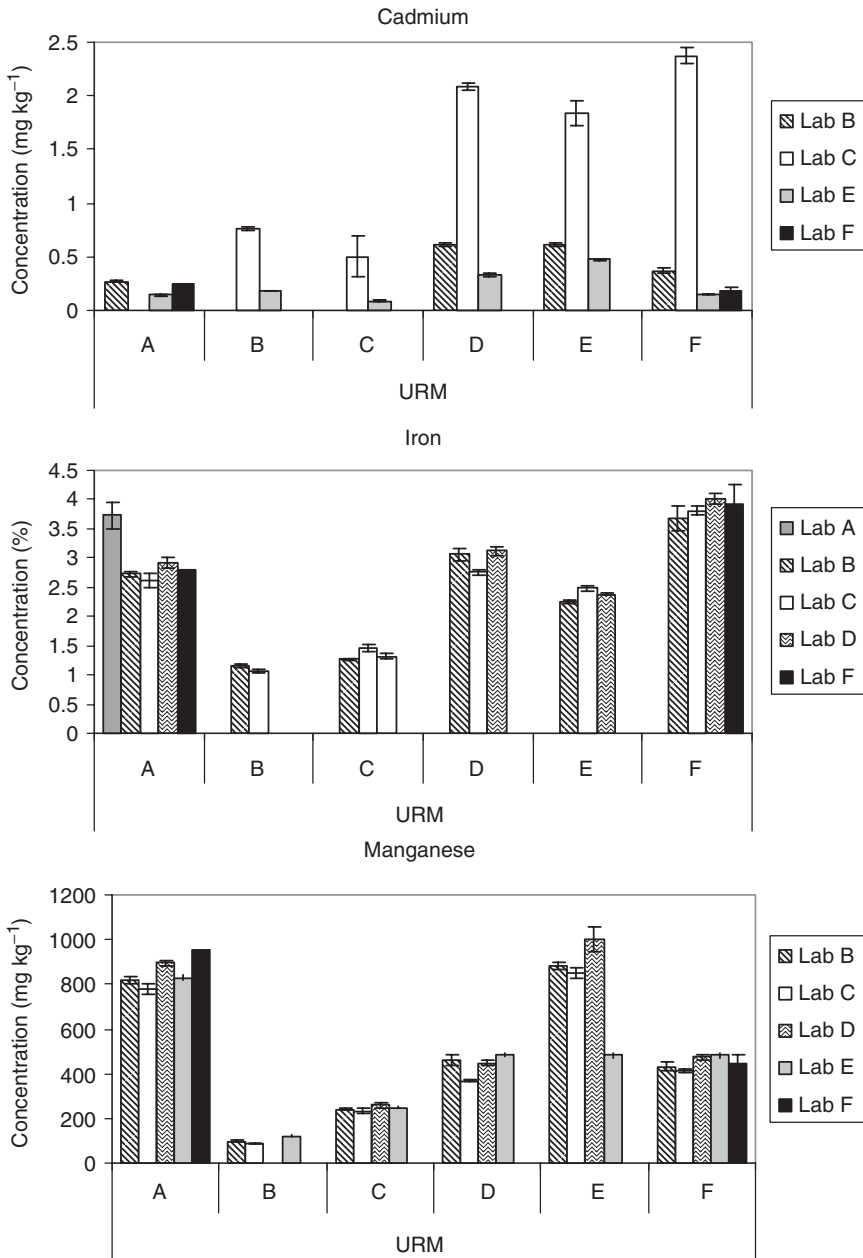 Cadmium
Concentration (mg kg⁻¹)
2.5
2
1.5
1
0.5
0
A B C D E F
URM
Lab B
Lab C
Lab E
Lab F
Iron
Concentration (%)
4.5
4
3.5
3
2.5
2
1.5
1
0.5
0
A B C D E F
URM
Lab A
Lab B
Lab C
Lab D
Lab F
Manganese
Concentration (mg kg⁻¹)
1200
1000
800
600
400
200
0
A B C D E F
URM
Lab B
Lab C
Lab D
Lab E
Lab F